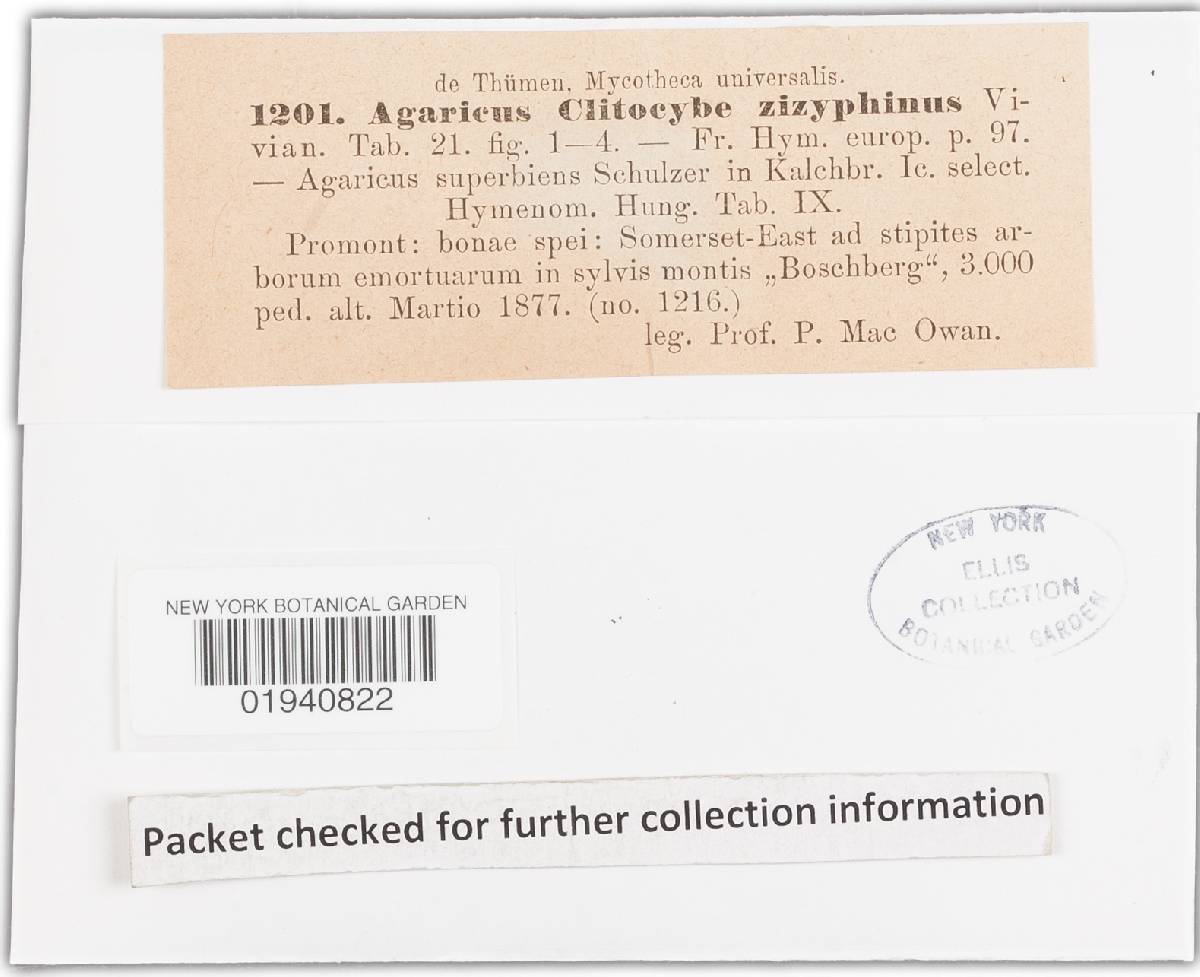 de Thümen, Mycotheca universalis.
1201. Agaricus Clitocybe zizyphinus Vi-
vian. Tab. 21. fig. 1—4. — Fr. Hym. europ. p. 97.
— Agaricus superbiens Schulzer in Kalchbr. Ic. select.
Hymenom. Hung. Tab. IX.
Promont: bonae spei: Somerset-East ad stipites ar-
borum emortuarum in sylvis montis „Boschberg“, 3.000
ped. alt. Martio 1877. (no. 1216.)
leg. Prof. P. Mac Owan.
NEW YORK
ELLIS
COLLECTION
BOTANICAL GARDEN
NEW YORK BOTANICAL GARDEN
01940822
Packet checked for further collection information